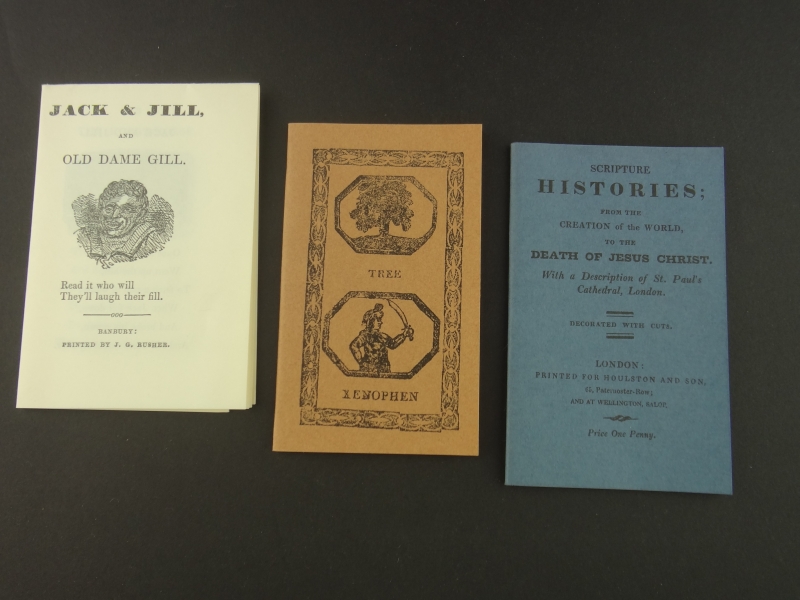 JACK & JILL,
AND
OLD DAME GILL.
Read it who will
They'll laugh their fill.
BANBURY:
PRINTED BY J. G. RUSHER.
TREE
XENOPHEN
SCRIPTURE
HISTORIES;
FROM THE
CREATION of the WORLD,
TO THE
DEATH OF JESUS CHRIST.
With a Description of St. Paul's
Cathedral, London.
DECORATED WITH CUTS.
LONDON:
PRINTED FOR HOULSTON AND SON,
65, Paternoster-Row;
AND AT WELLINGTON, SALOP.
Price One Penny.